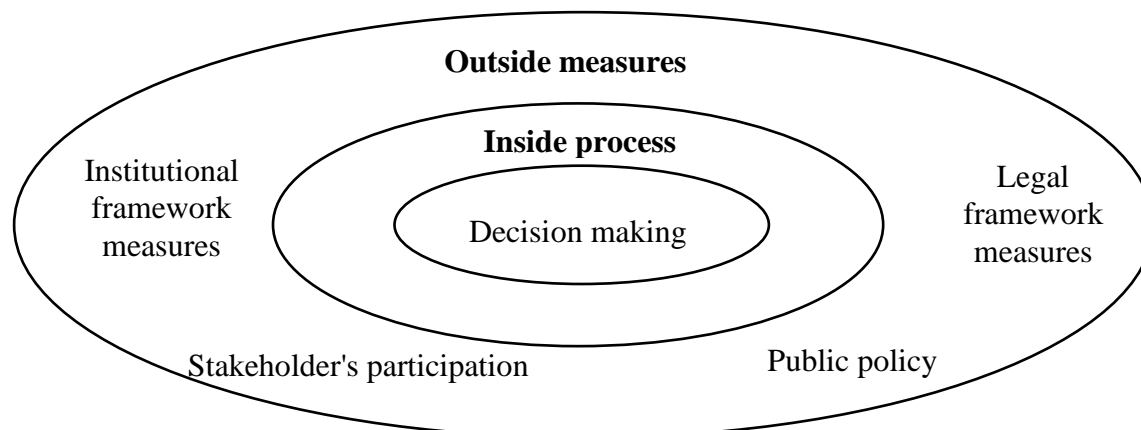 Outside measures
Inside process
Institutional
framework
measures
Decision making
Legal
framework
measures
Stakeholder's participation
Public policy